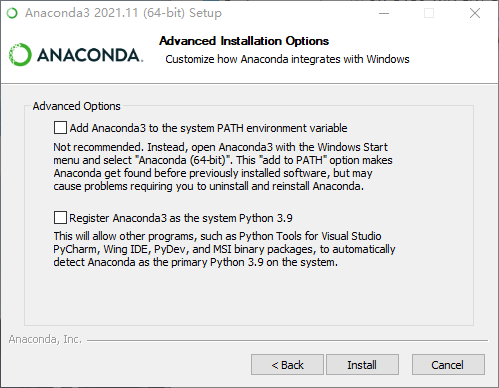 Anaconda3 2021.11 (64-bit) Setup
ANACONDA.
Advanced Installation Options
Customize how Anaconda integrates with Windows
Advanced Options
Add Anaconda3 to the system PATH environment variable
Not recommended. Instead, open Anaconda3 with the Windows Start
menu and select "Anaconda (64-bit)". This "add to PATH" option makes
Anaconda get found before previously installed software, but may
cause problems requiring you to uninstall and reinstall Anaconda.
Register Anaconda3 as the system Python 3.9
This will allow other programs, such as Python Tools for Visual Studio
PyCharm, Wing IDE, PyDev, and MSI binary packages, to automatically
detect Anaconda as the primary Python 3.9 on the system.
Anaconda, Inc.
< Back
Install
Cancel